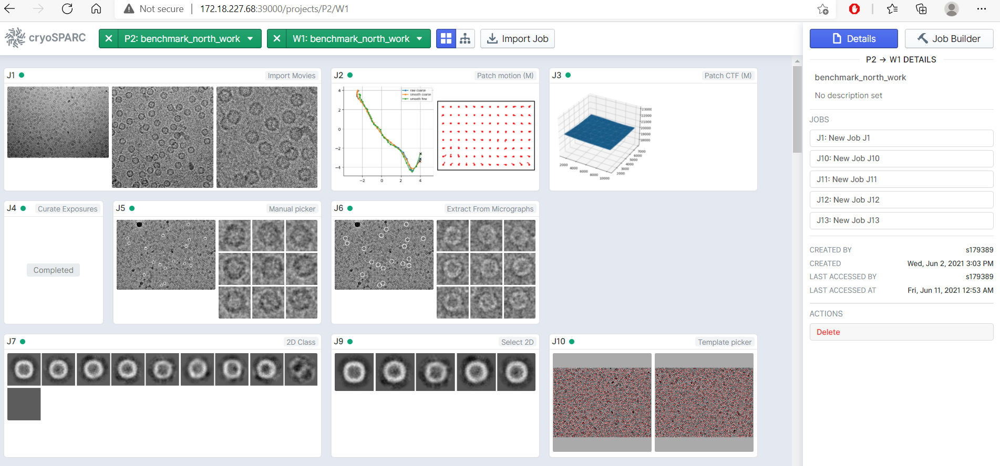 Not secure | 172.18.227.68:39000/projects/P2/W1
cryoSPARC
P2: benchmark_north_work
W1: benchmark_north_work
Import Job
Details
Job Builder
J1
Import Movies
J2
Patch motion (M)
4
2
0
−2
−4
−2
0
2
4
raw coarse
smooth coarse
smooth fine
J3
Patch CTF (M)
23000
22000
21000
20000
19000
18000
7000
6000
5000
4000
3000
2000
2000
4000
6000
8000
10000
J4
Curate Exposures
Completed
J5
Manual picker
J6
Extract From Micrographs
J7
2D Class
J9
Select 2D
J10
Template picker
P2 → W1 DETAILS
benchmark_north_work
No description set
JOBS
J1: New Job J1
J10: New Job J10
J11: New Job J11
J12: New Job J12
J13: New Job J13
CREATED BY s179389
CREATED Wed, Jun 2, 2021 3:03 PM
LAST ACCESSED BY s179389
LAST ACCESSED AT Fri, Jun 11, 2021 12:53 AM
ACTIONS
Delete